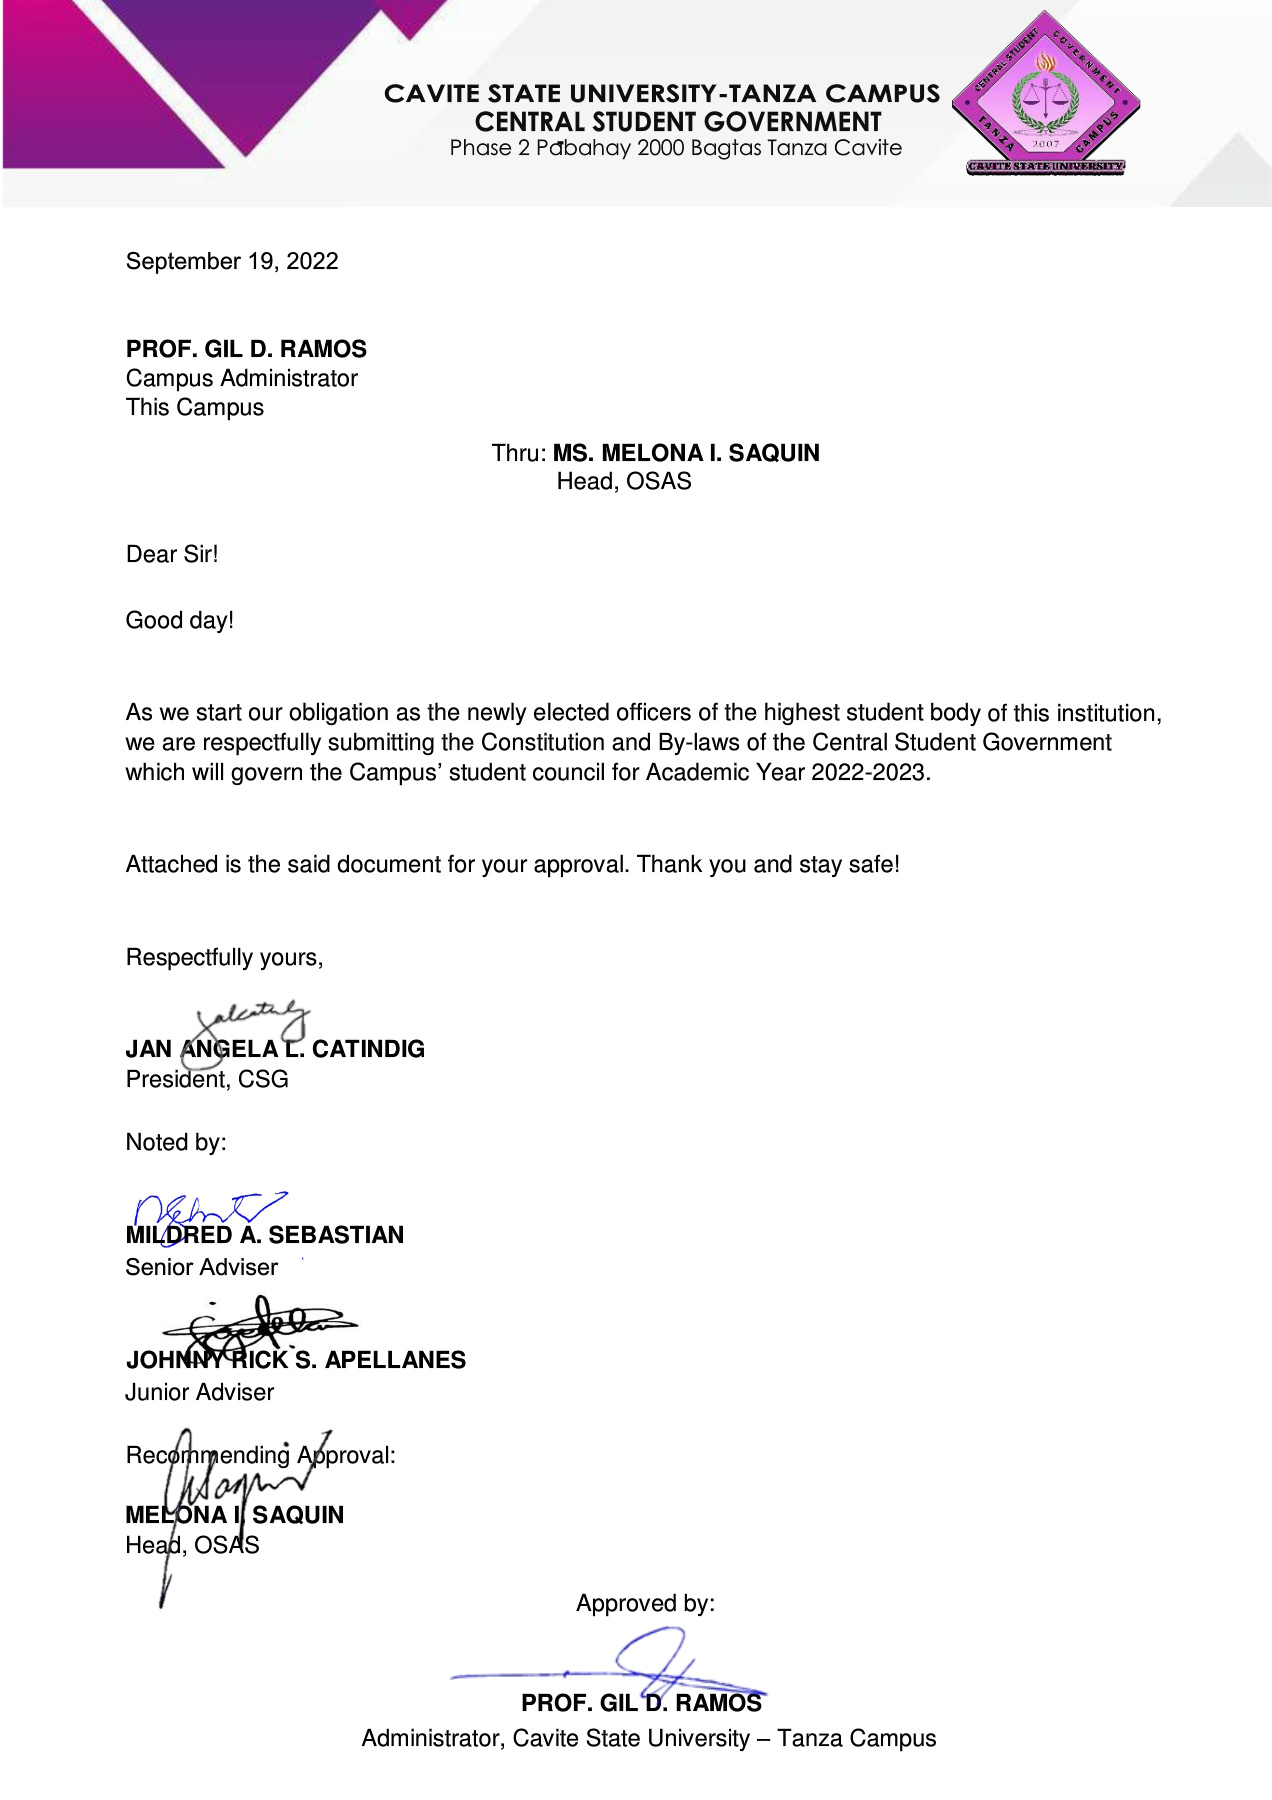 CAVITE STATE UNIVERSITY-TANZA CAMPUS
CENTRAL STUDENT GOVERNMENT
Phase 2 Pabahay 2000 Bagtas Tanza Cavite
CENTRAL STUDENT GOVERNMENT
TANZA CAMPUS
2007
CAVITE STATE UNIVERSITY
September 19, 2022
PROF. GIL D. RAMOS
Campus Administrator
This Campus
Thru: MS. MELONA I. SAQUIN
Head, OSAS
Dear Sir!
Good day!
As we start our obligation as the newly elected officers of the highest student body of this institution,
we are respectfully submitting the Constitution and By-laws of the Central Student Government
which will govern the Campus’ student council for Academic Year 2022-2023.
Attached is the said document for your approval. Thank you and stay safe!
Respectfully yours,
JAN ANGELA L. CATINDIG
President, CSG
Noted by:
MILDRED A. SEBASTIAN
Senior Adviser
JOHNNY RICK S. APELLANES
Junior Adviser
Recommending Approval:
MELONA I. SAQUIN
Head, OSAS
Approved by:
PROF. GIL D. RAMOS
Administrator, Cavite State University – Tanza Campus